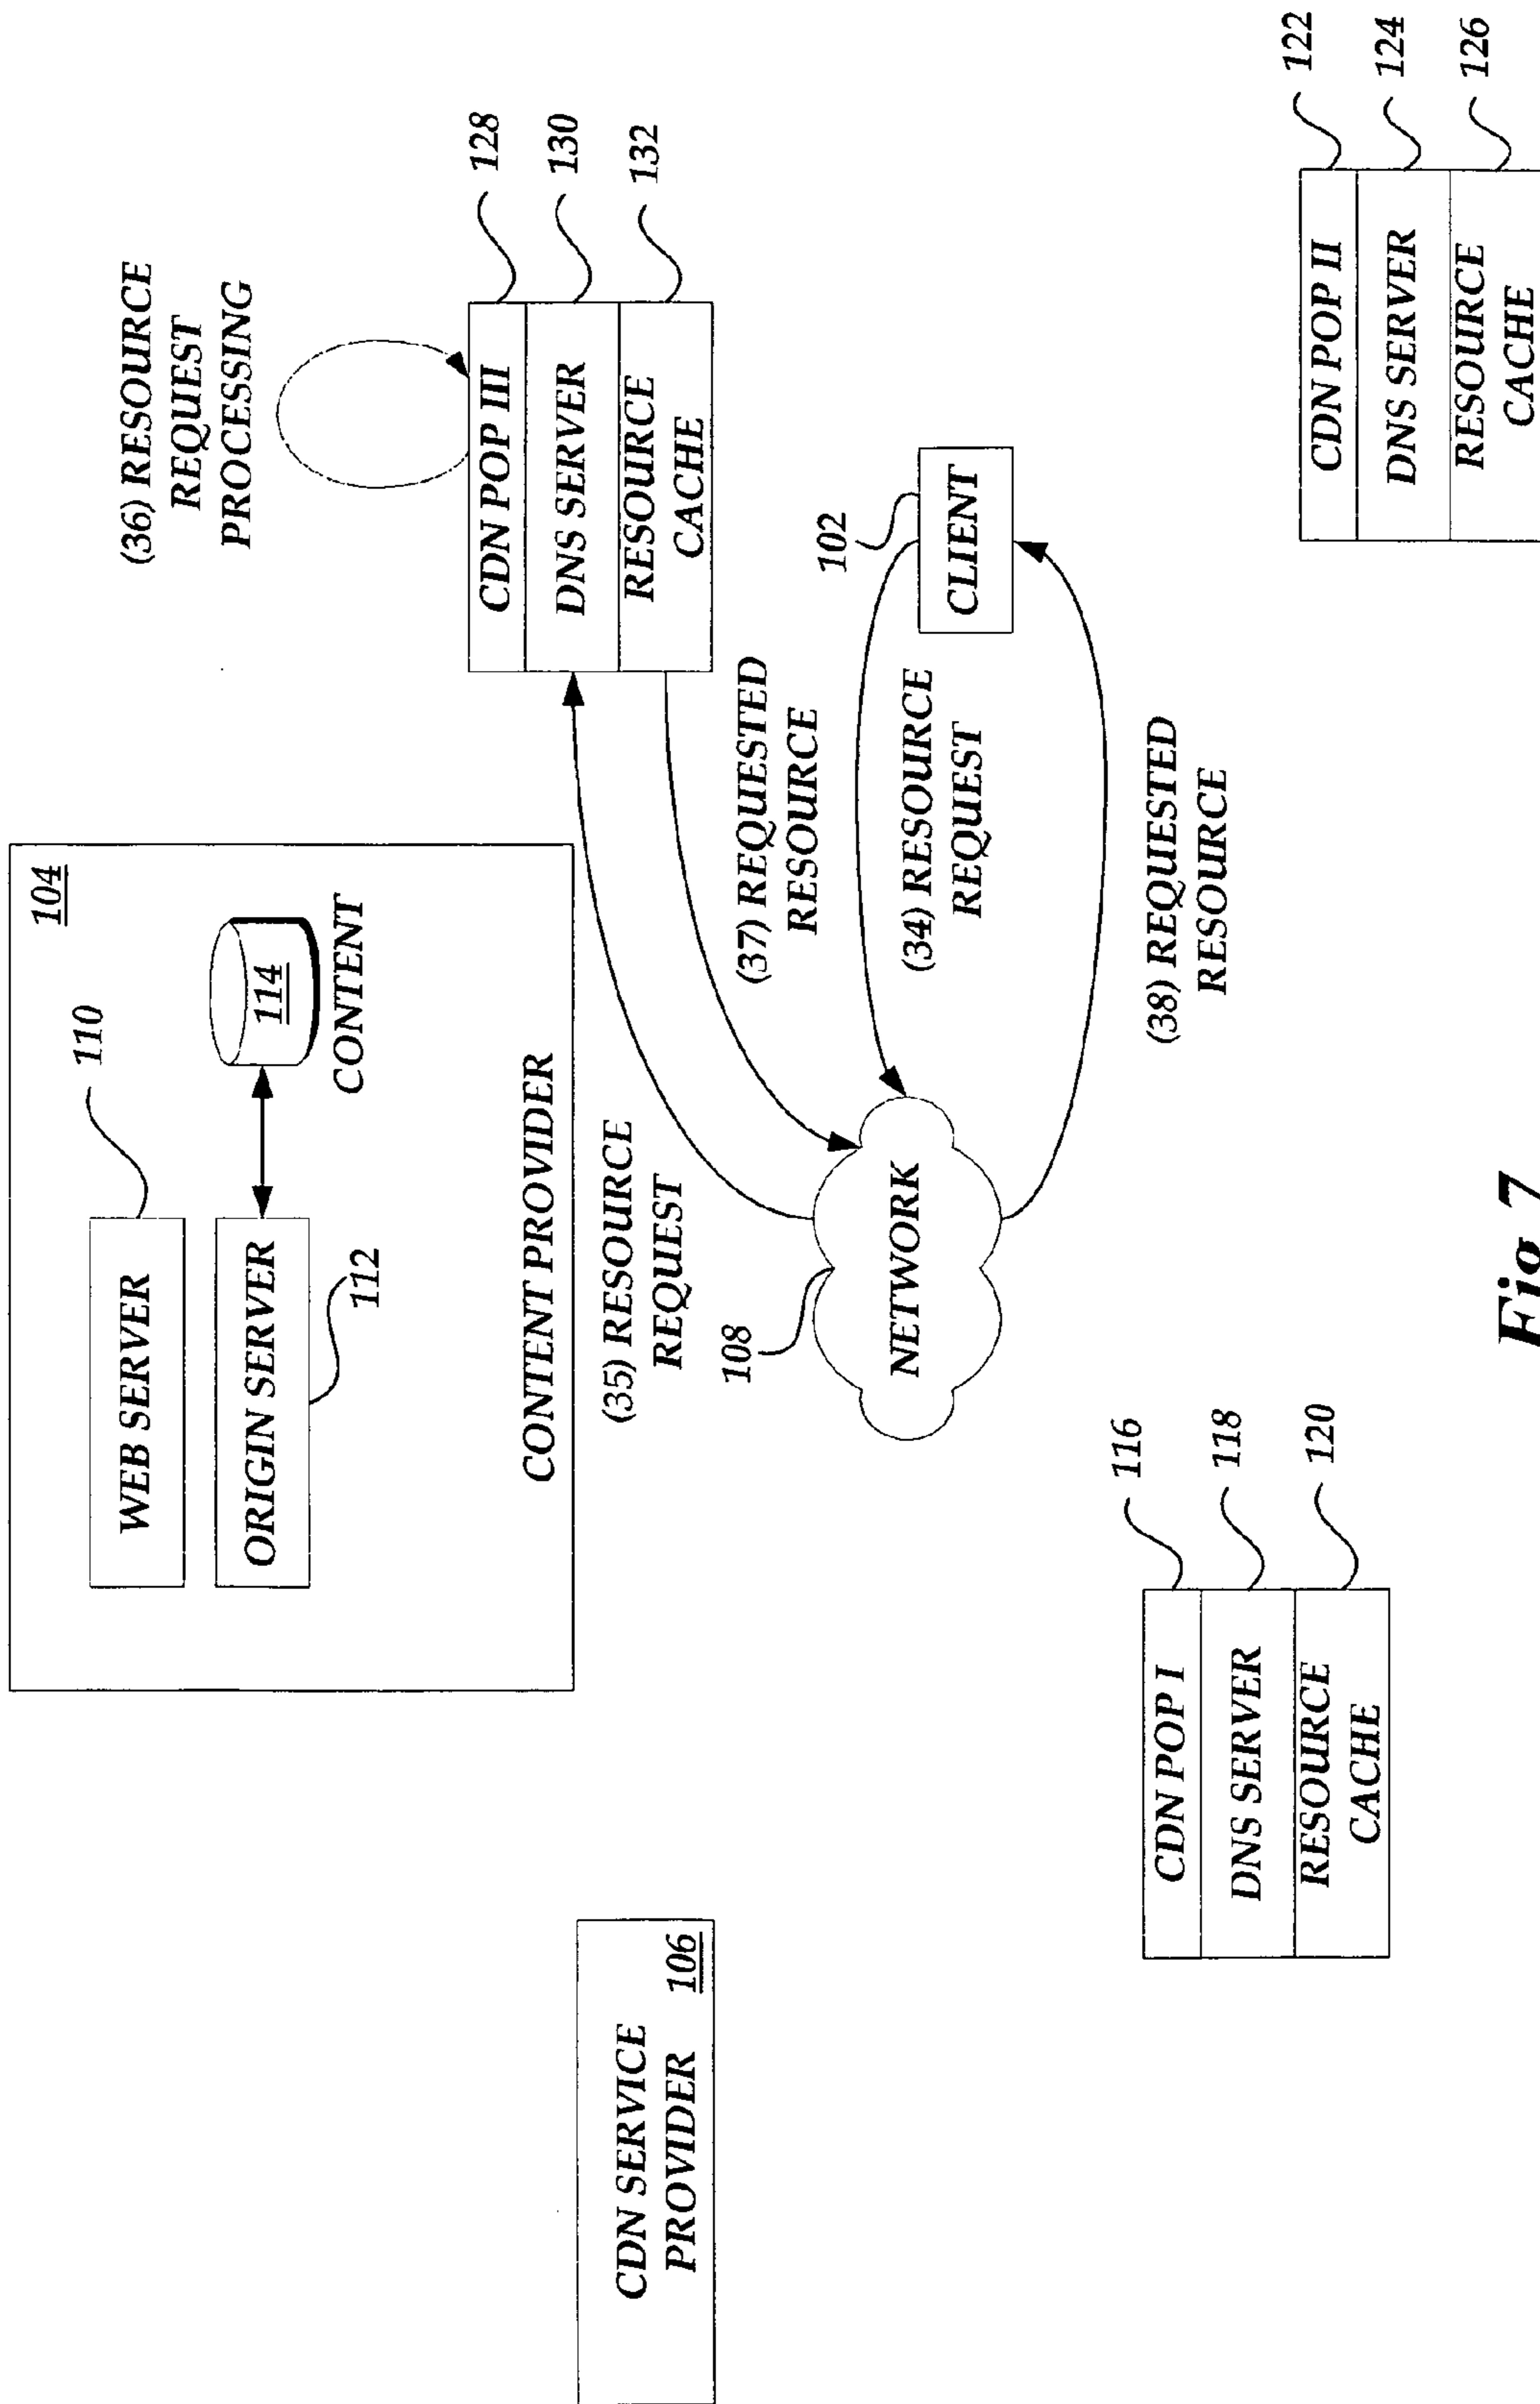 104
110
WEB SERVER
ORIGIN SERVER
112
114
CONTENT
CONTENT PROVIDER
(36) RESOURCE
REQUEST
PROCESSING
128
130
132
CDN POP III
DNS SERVER
RESOURCE
CACHE
CDN SERVICE
PROVIDER
106
(35) RESOURCE
REQUEST
(37) REQUESTED
RESOURCE
108
NETWORK
102
CLIENT
(34) RESOURCE
REQUEST
(38) REQUESTED
RESOURCE
116
118
120
CDN POP I
DNS SERVER
RESOURCE
CACHE
122
124
126
CDN POP II
DNS SERVER
RESOURCE
CACHE
Fig.7.